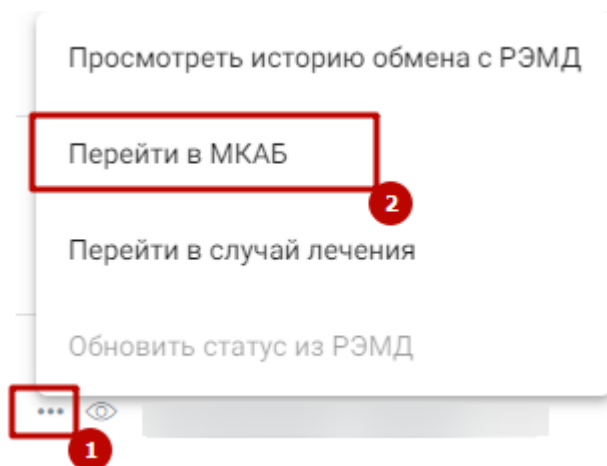 Просмотреть историю обмена с РЭМД
Перейти в МКАБ
2
Перейти в случай лечения
Обновить статус из РЭМД
•••
1